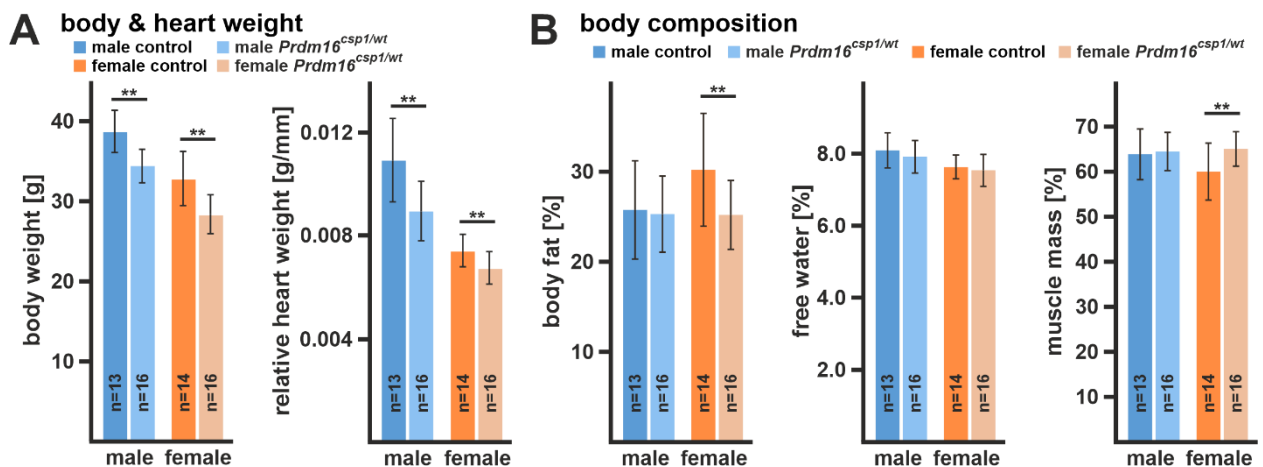 A body & heart weight
male control male Prdm16csp1/wt
female control female Prdm16csp1/wt
body weight [g]
40
30
20
10
**
**
n=13
n=16
n=14
n=16
male female
relative heart weight [g/mm]
0.012
0.008
0.004
**
**
n=13
n=16
n=14
n=16
male female
B body composition
male control male Prdm16csp1/wt female control female Prdm16csp1/wt
body fat [%]
30
20
10
**
n=13
n=16
n=14
n=16
male female
free water [%]
8.0
6.0
4.0
2.0
n=13
n=16
n=14
n=16
male female
muscle mass [%]
70
60
50
40
30
20
10
**
n=13
n=16
n=14
n=16
male female